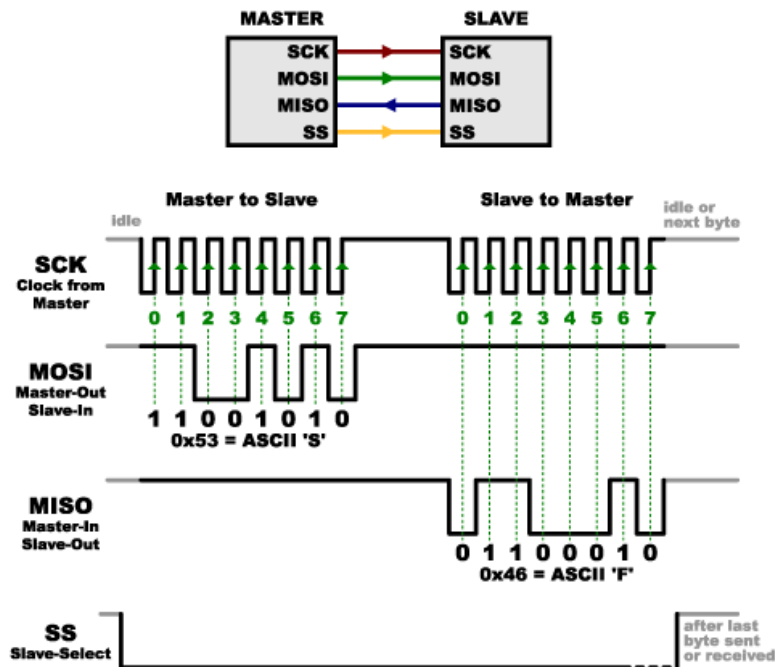 MASTER SLAVE
SCK SCK
MOSI MOSI
MISO MISO
SS SS
Master to Slave Slave to Master
idle
idle or
next byte
SCK
Clock from
Master
0 1 2 3 4 5 6 7 0 1 2 3 4 5 6 7
MOSI
Master-Out
Slave-In
1 1 0 0 1 0 1 0
0x53 = ASCII 'S'
MISO
Master-In
Slave-Out
0 1 1 0 0 0 1 0
0x46 = ASCII 'F'
SS
Slave-Select
after last
byte sent
or received